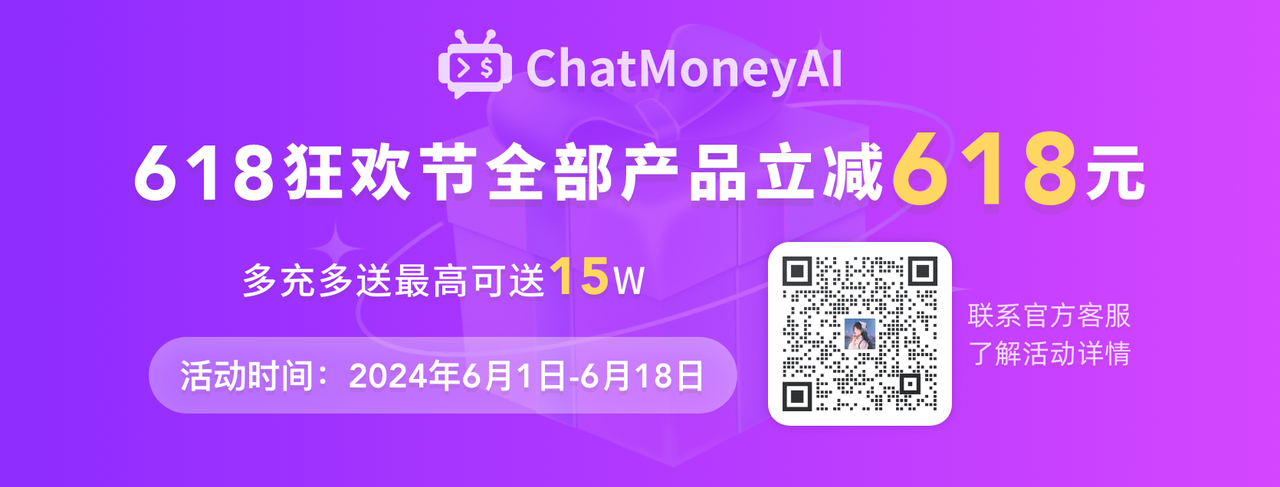 ChatMoneyAI
618狂欢节全部产品立减618元
多充多送最高可送15W
活动时间：2024年6月1日-6月18日
联系官方客服
了解活动详情